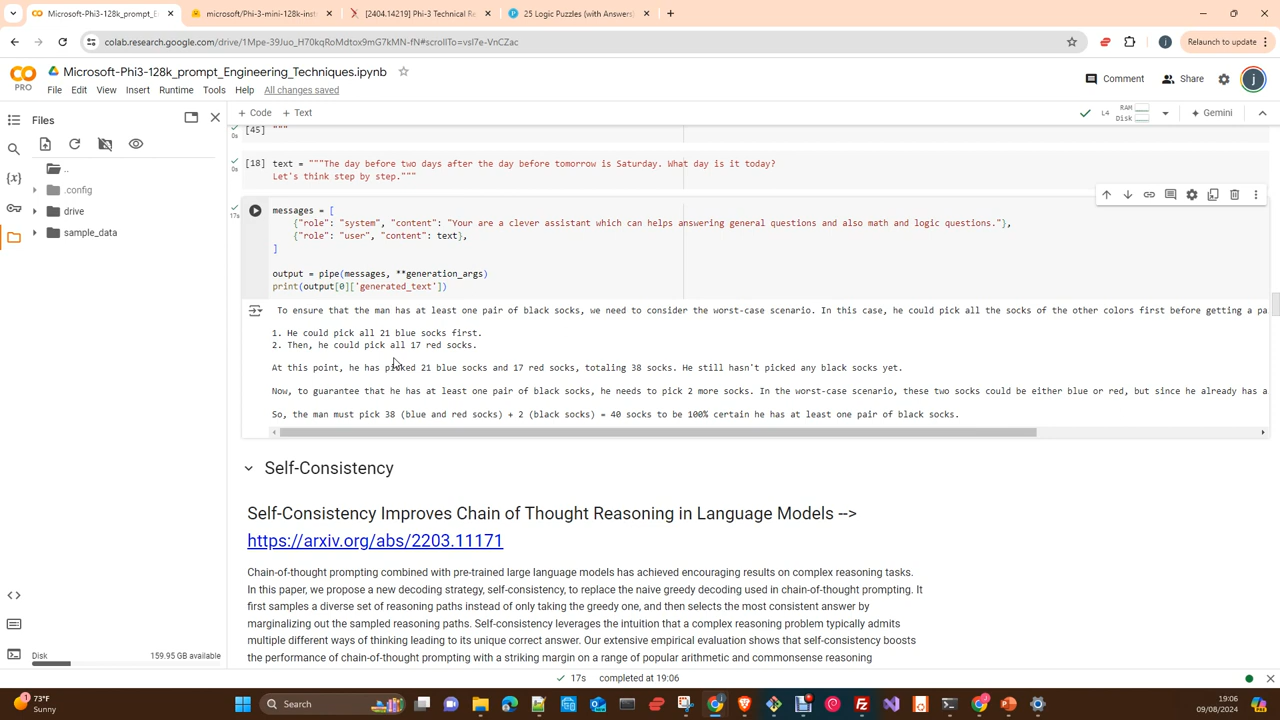 Microsoft-Phi3-128k_prompt_E
microsoft/Phi-3-mini-128k-inst
[2404.14219] Phi-3 Technical Re
25 Logic Puzzles (with Answers)
colab.research.google.com/drive/1Mpe-39Juo_H70kqRoMdtox9mG7kMN-fN#scrollTo=vsl7e-VnCZac
Relaunch to update
CO
PRO
Microsoft-Phi3-128k_prompt_Engineering_Techniques.ipynb
File Edit View Insert Runtime Tools Help All changes saved
Comment
Share
j
Files
+ Code + Text
L4
RAM
Disk
Gemini
..
.config
drive
sample_data
[45] """
0s
[18] text = """The day before two days after the day before tomorrow is Saturday. What day is it today?
0s
Let's think step by step."""
17s
messages = [
{"role": "system", "content": "Your are a clever assistant which can helps answering general questions and also math and logic questions."},
{"role": "user", "content": text},
]
output = pipe(messages, **generation_args)
print(output[0]['generated_text'])
To ensure that the man has at least one pair of black socks, we need to consider the worst-case scenario. In this case, he could pick all the socks of the other colors first before getting a pa
1. He could pick all 21 blue socks first.
2. Then, he could pick all 17 red socks.
At this point, he has picked 21 blue socks and 17 red socks, totaling 38 socks. He still hasn't picked any black socks yet.
Now, to guarantee that he has at least one pair of black socks, he needs to pick 2 more socks. In the worst-case scenario, these two socks could be either blue or red, but since he already has a
So, the man must pick 38 (blue and red socks) + 2 (black socks) = 40 socks to be 100% certain he has at least one pair of black socks.
Self-Consistency
Self-Consistency Improves Chain of Thought Reasoning in Language Models -->
https://arxiv.org/abs/2203.11171
Chain-of-thought prompting combined with pre-trained large language models has achieved encouraging results on complex reasoning tasks.
In this paper, we propose a new decoding strategy, self-consistency, to replace the naive greedy decoding used in chain-of-thought prompting. It
first samples a diverse set of reasoning paths instead of only taking the greedy one, and then selects the most consistent answer by
marginalizing out the sampled reasoning paths. Self-consistency leverages the intuition that a complex reasoning problem typically admits
multiple different ways of thinking leading to its unique correct answer. Our extensive empirical evaluation shows that self-consistency boosts
the performance of chain-of-thought prompting with a striking margin on a range of popular arithmetic and commonsense reasoning
Disk
159.95 GB available
17s completed at 19:06
73°F
Sunny
Search
19:06
09/08/2024